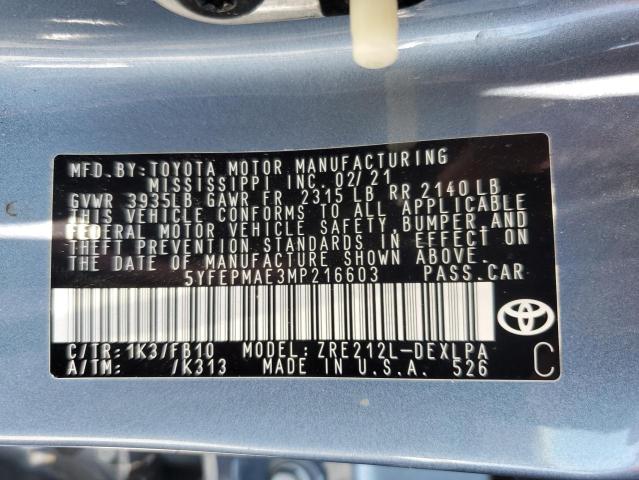 MFD.BY:TOYOTA MOTOR MANUFACTURING
MISSISSIPPI INC. 02/21
GVWR 3935LB GAWR FR 2315 LB RR 2140 LB
THIS VEHICLE CONFORMS TO ALL APPLICABLE
FEDERAL MOTOR VEHICLE SAFETY,BUMPER,AND
THEFT PREVENTION STANDARDS IN EFFECT ON
THE DATE OF MANUFACTURE SHOWN ABOVE.
5YFEPMAE3MP216603 PASS.CAR
C/TR:1K3/FB10 MODEL:ZRE212L-DEXLPA
A/TM: /K313 MADE IN U.S.A. 526 C